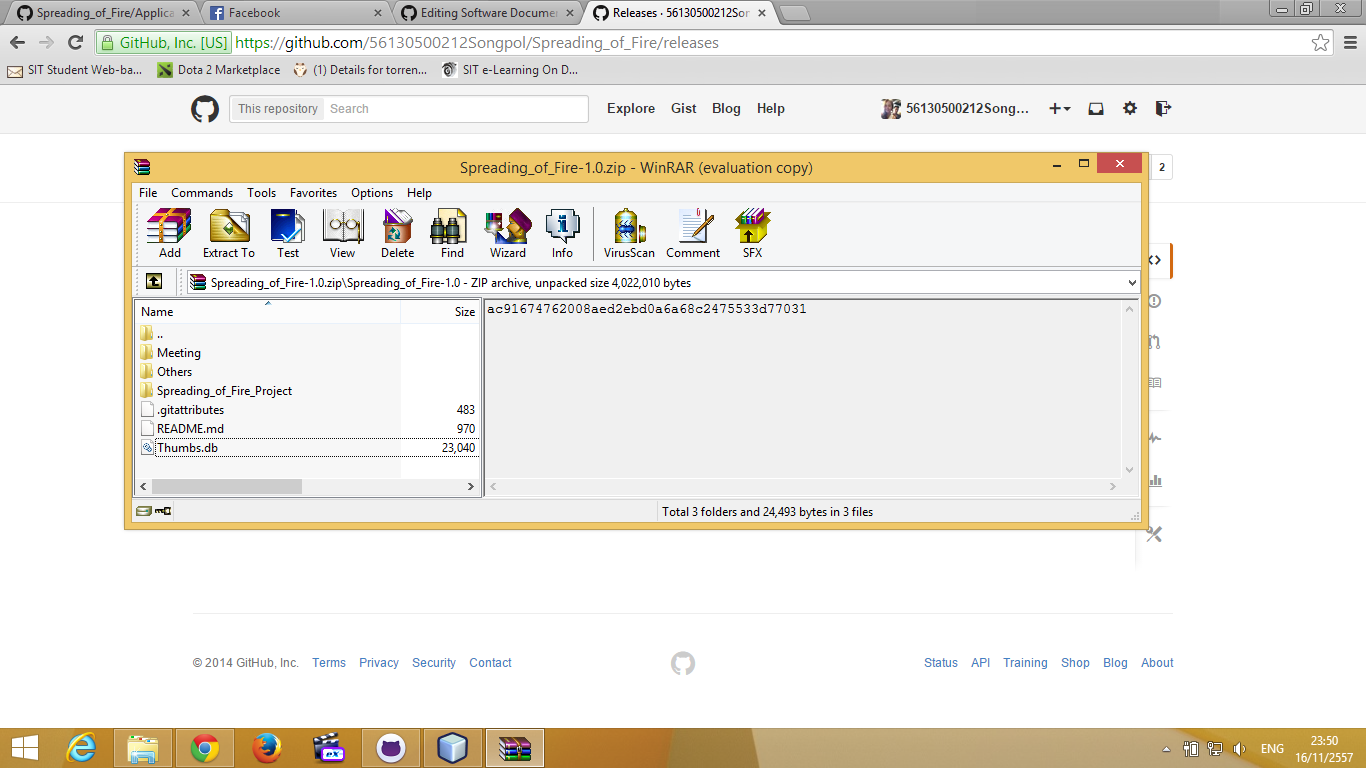 Spreading_of_Fire/Applica
Facebook
Editing Software Documen
Releases · 56130500212Son
GitHub, Inc. [US] https://github.com/56130500212Songpol/Spreading_of_Fire/releases
SIT Student Web-ba...
Dota 2 Marketplace
(1) Details for torren...
SIT e-Learning On D...
This repository Search
Explore Gist Blog Help
56130500212Song...
Spreading_of_Fire-1.0.zip - WinRAR (evaluation copy)
2
File Commands Tools Favorites Options Help
Add Extract To Test View Delete Find Wizard Info VirusScan Comment SFX
Spreading_of_Fire-1.0.zip\Spreading_of_Fire-1.0 - ZIP archive, unpacked size 4,022,010 bytes
Name Size
ac91674762008aed2ebd0a6a68c2475533d77031
..
Meeting
Others
Spreading_of_Fire_Project
.gitattributes 483
README.md 970
Thumbs.db 23,040
Total 3 folders and 24,493 bytes in 3 files
© 2014 GitHub, Inc. Terms Privacy Security Contact
Status API Training Shop Blog About
ex
ENG
23:50
16/11/2557